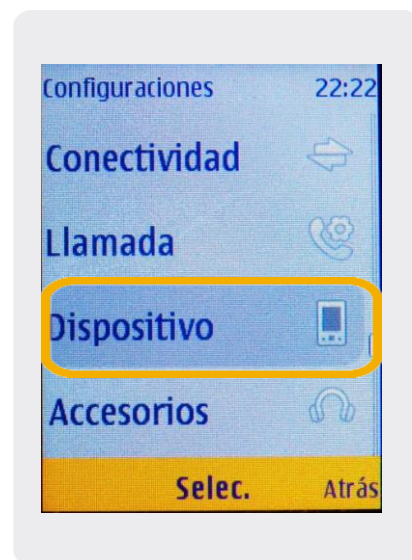 Configuraciones 22:22
Conectividad
Llamada
Dispositivo
Accesorios
Selec. Atrás